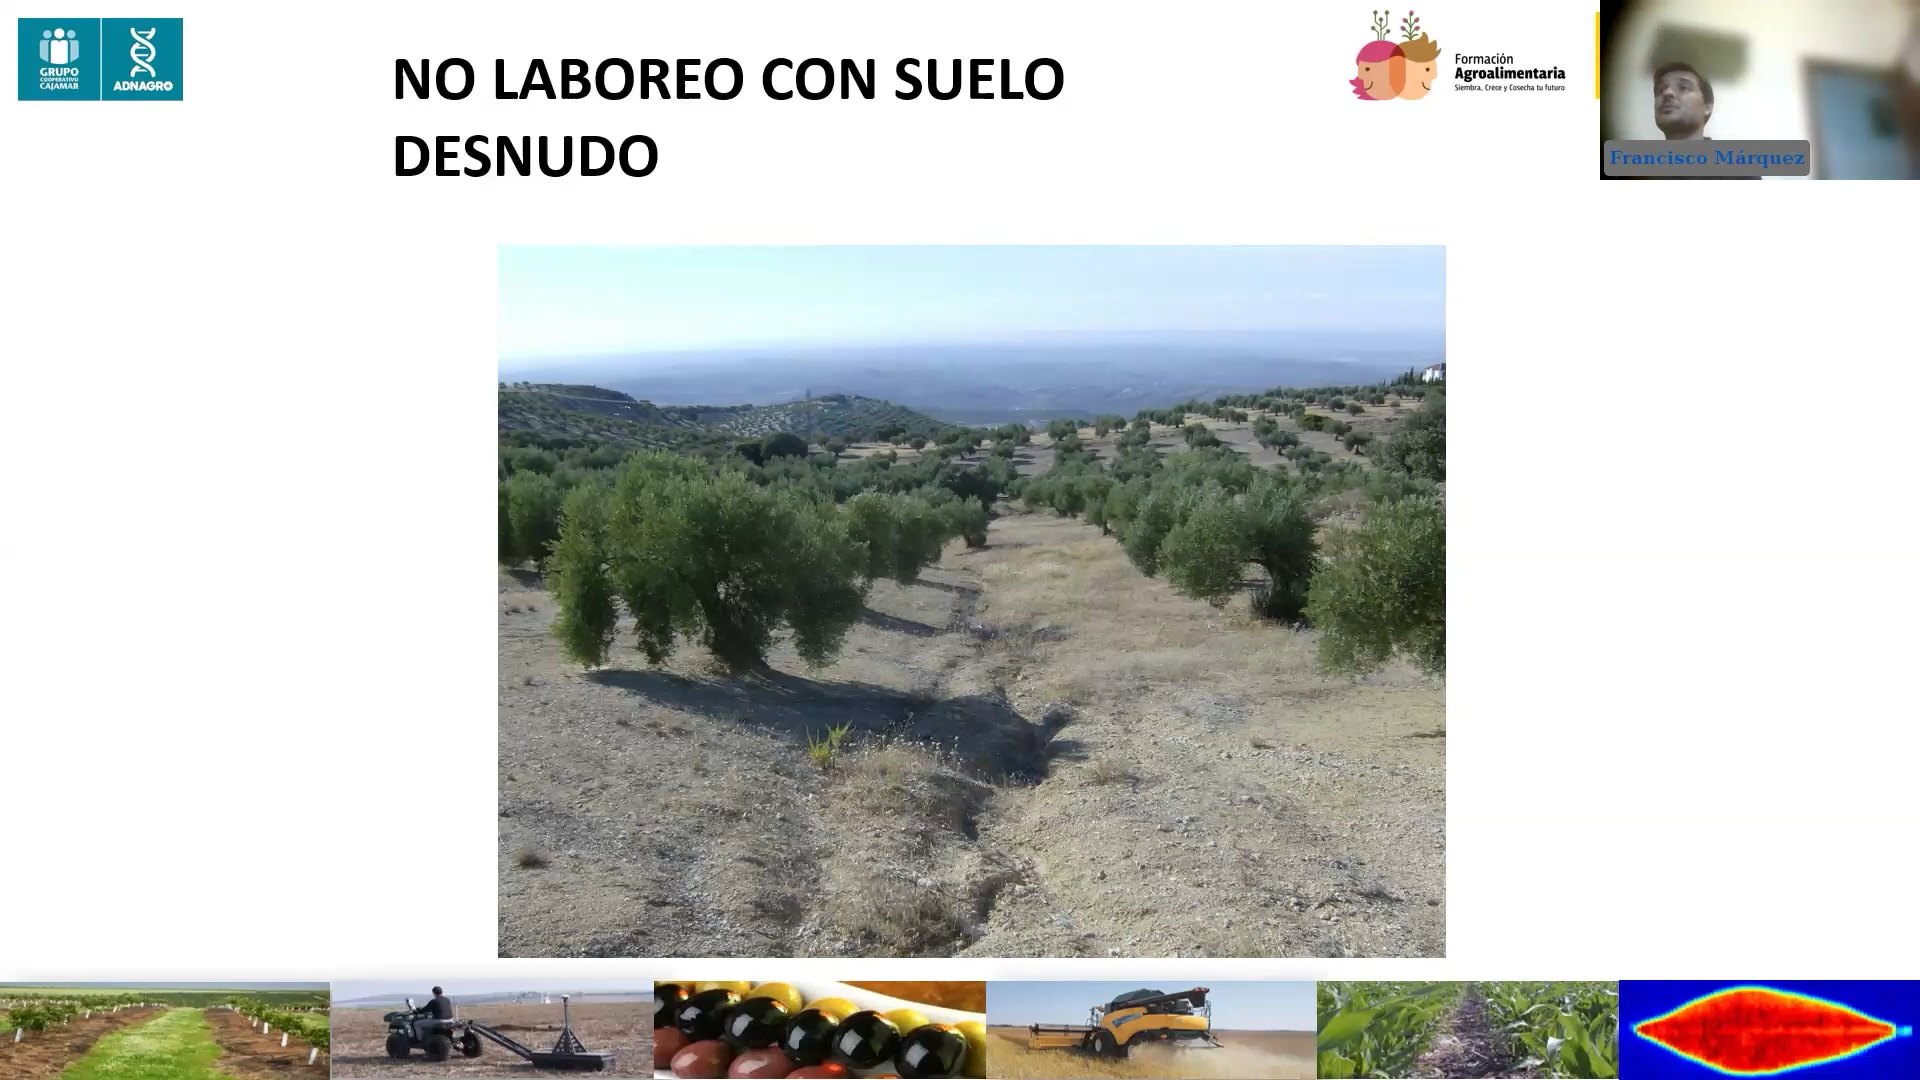 GRUPO
COOPERATIVO
CAJAMAR
ADNAGRO
NO LABOREO CON SUELO
DESNUDO
Formación
Agroalimentaria
Siembra, Crece y Cosecha tu futuro
Francisco Márquez